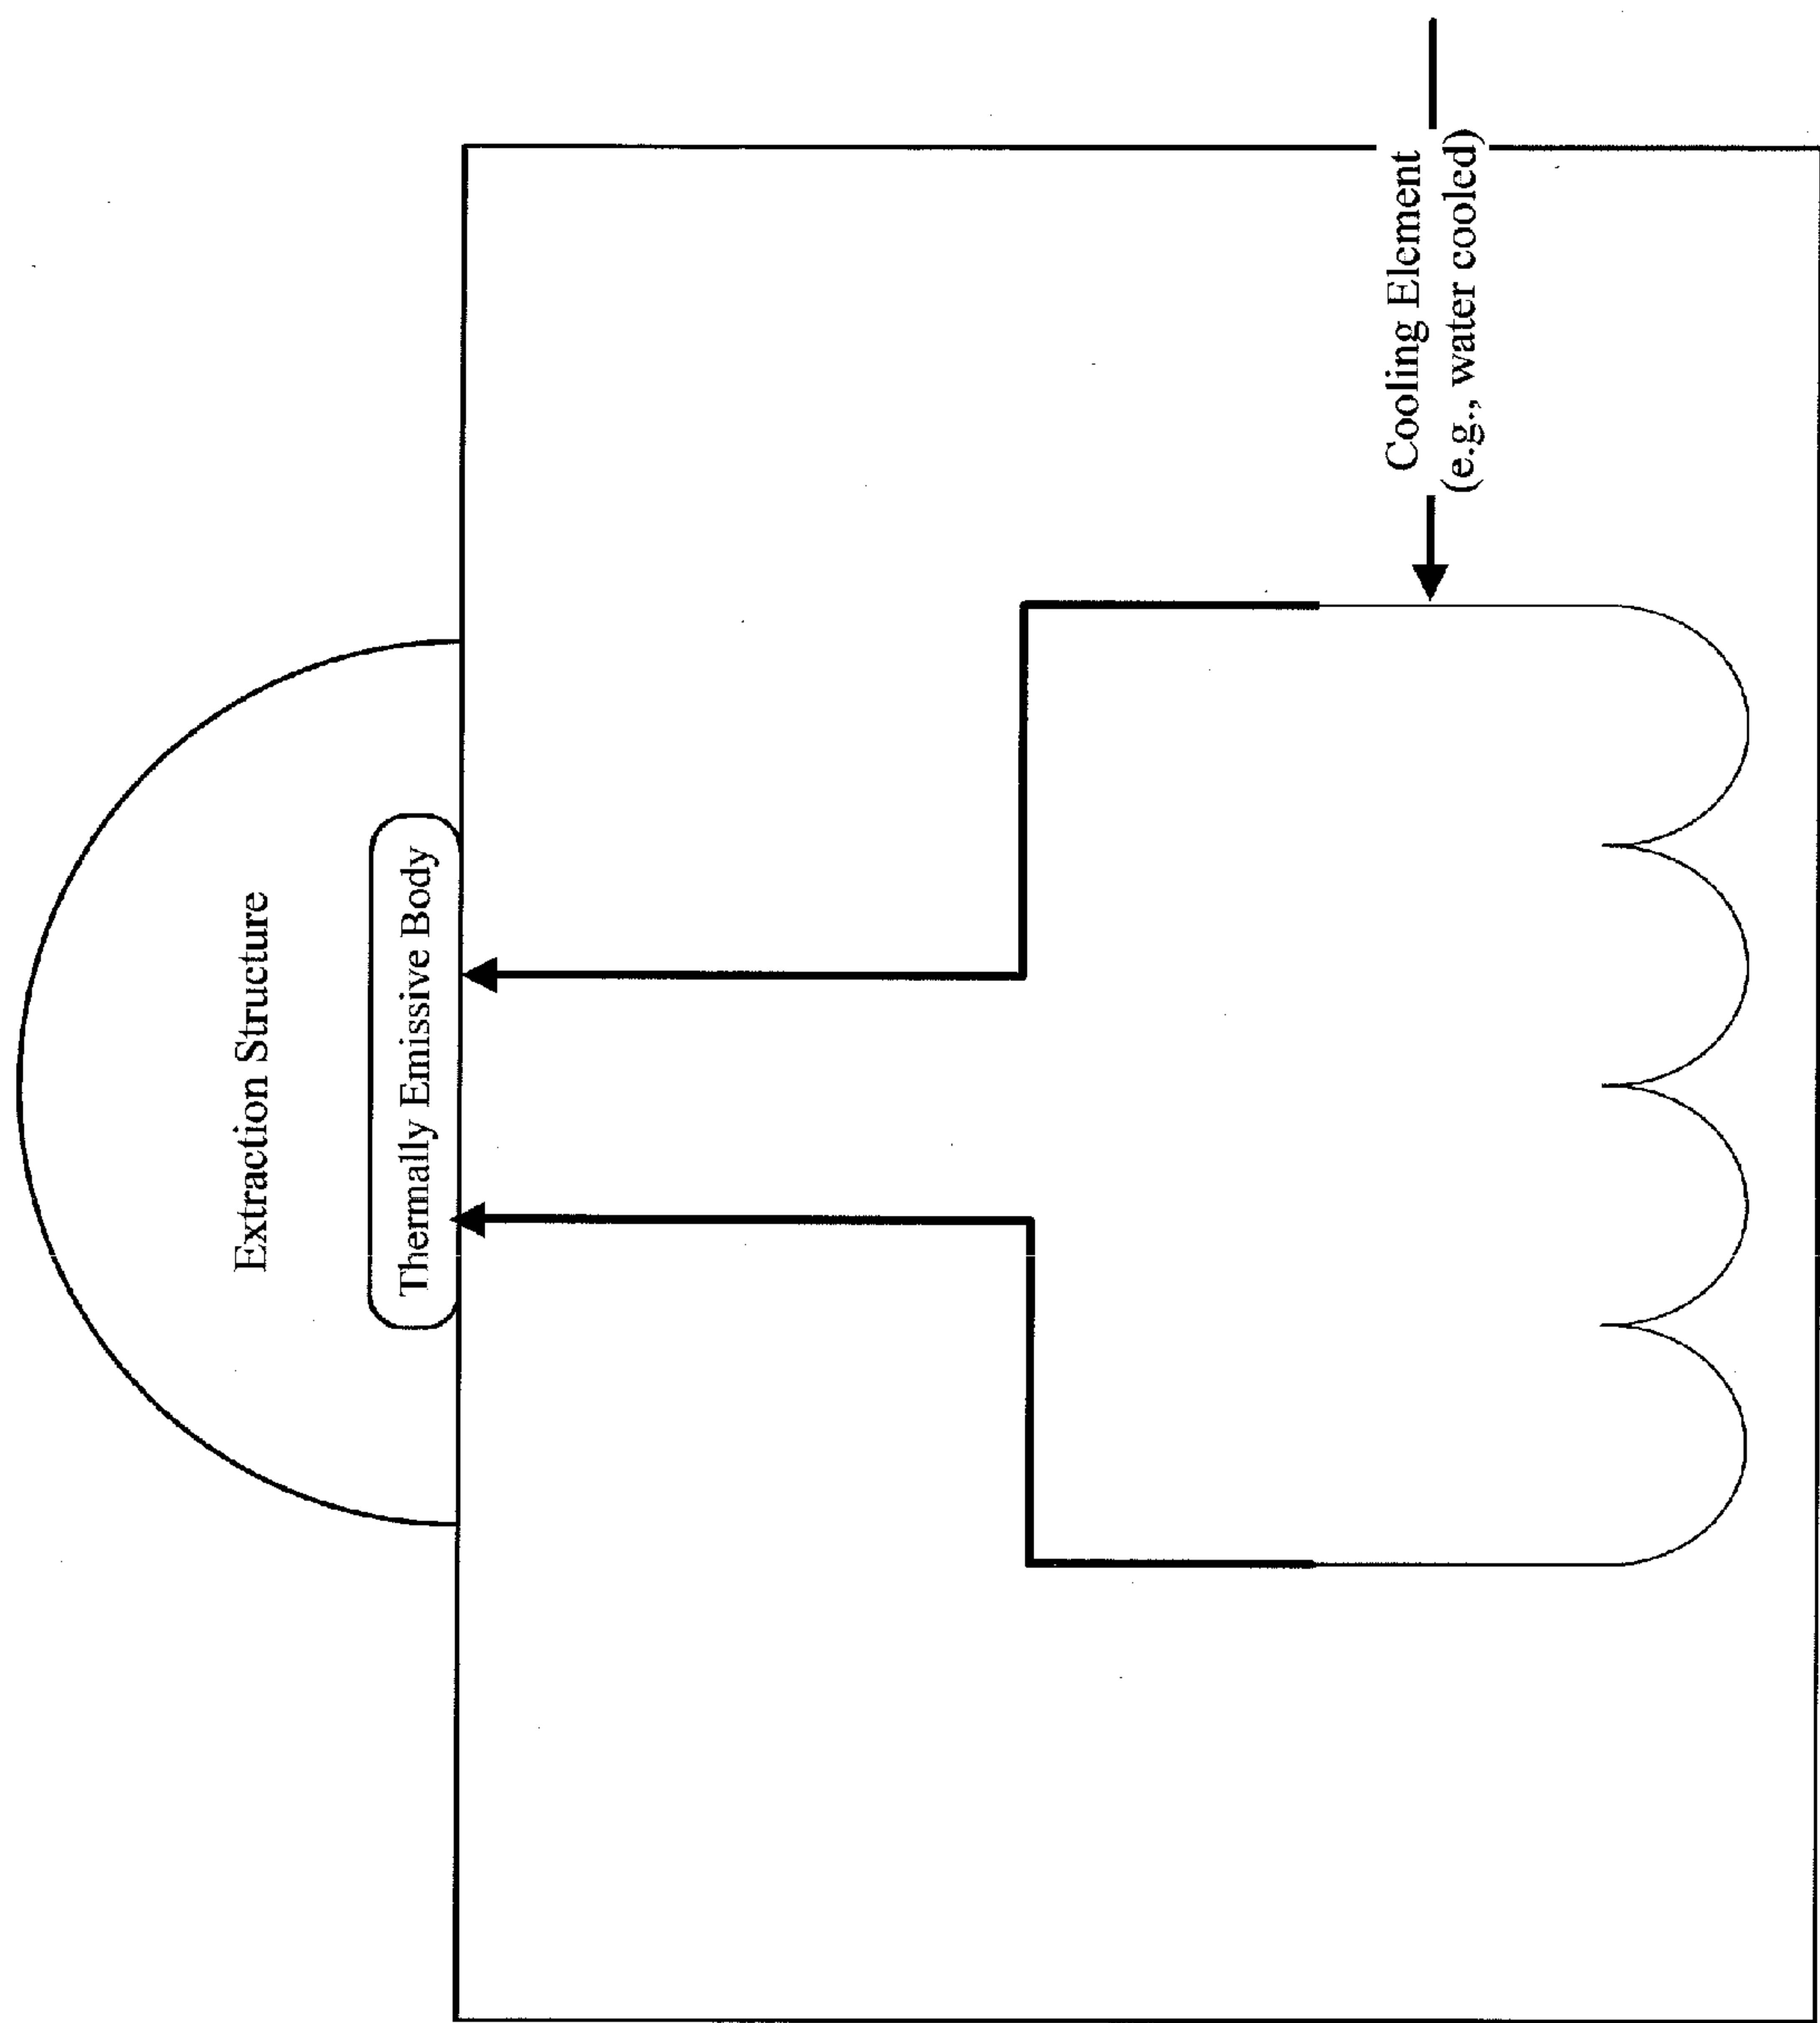 Extraction Structure
Thermally Emissive Body
Cooling Element
(e.g., water cooled)